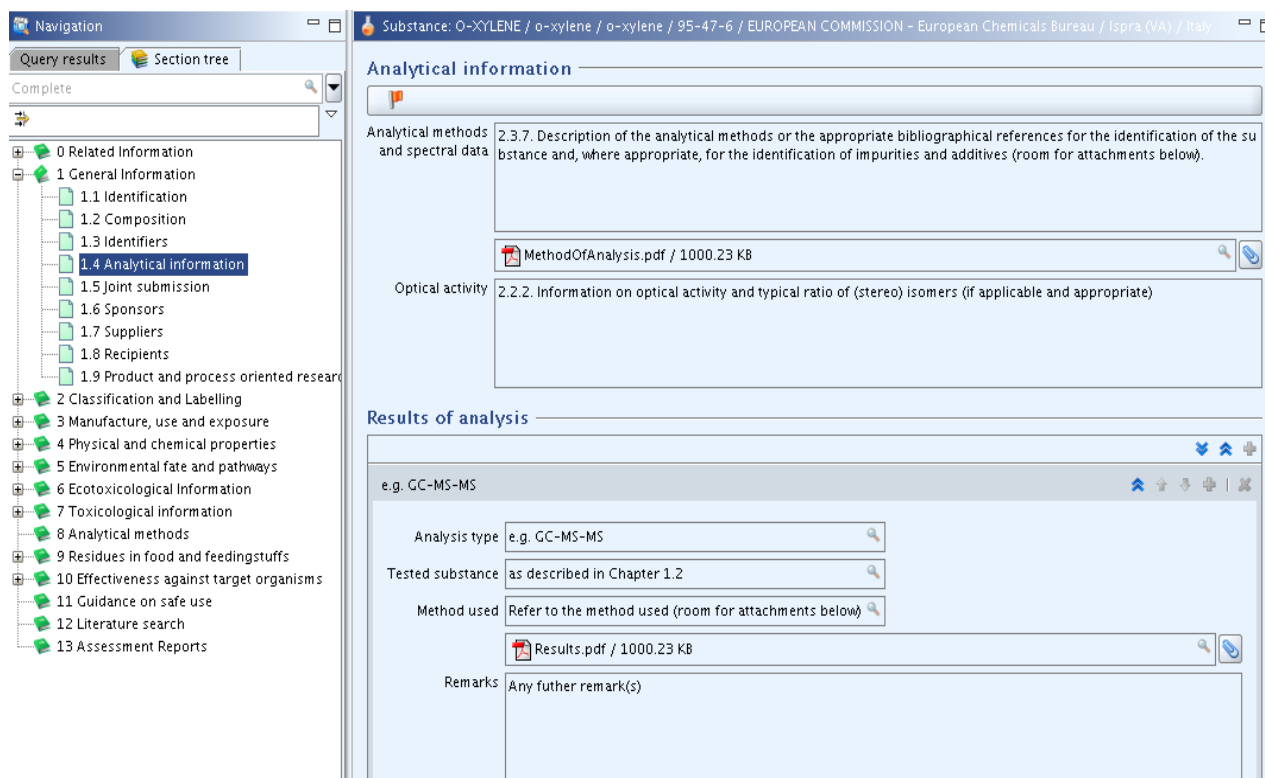 Navigation
Query results
Section tree
Complete
0 Related Information
1 General Information
1.1 Identification
1.2 Composition
1.3 Identifiers
1.4 Analytical information
1.5 Joint submission
1.6 Sponsors
1.7 Suppliers
1.8 Recipients
1.9 Product and process oriented researc
2 Classification and Labelling
3 Manufacture, use and exposure
4 Physical and chemical properties
5 Environmental fate and pathways
6 Ecotoxicological Information
7 Toxicological information
8 Analytical methods
9 Residues in food and feedingstuffs
10 Effectiveness against target organisms
11 Guidance on safe use
12 Literature search
13 Assessment Reports
Substance: O-XYLENE / o-xylene / o-xylene / 95-47-6 / EUROPEAN COMMISSION - European Chemicals Bureau / Ispra (VA) / Italy
Analytical information
Analytical methods
and spectral data
2.3.7. Description of the analytical methods or the appropriate bibliographical references for the identification of the su
bstance and, where appropriate, for the identification of impurities and additives (room for attachments below).
MethodOfAnalysis.pdf / 1000.23 KB
Optical activity
2.2.2. Information on optical activity and typical ratio of (stereo) isomers (if applicable and appropriate)
Results of analysis
e.g. GC-MS-MS
Analysis type
e.g. GC-MS-MS
Tested substance
as described in Chapter 1.2
Method used
Refer to the method used (room for attachments below)
Results.pdf / 1000.23 KB
Remarks
Any futher remark(s)